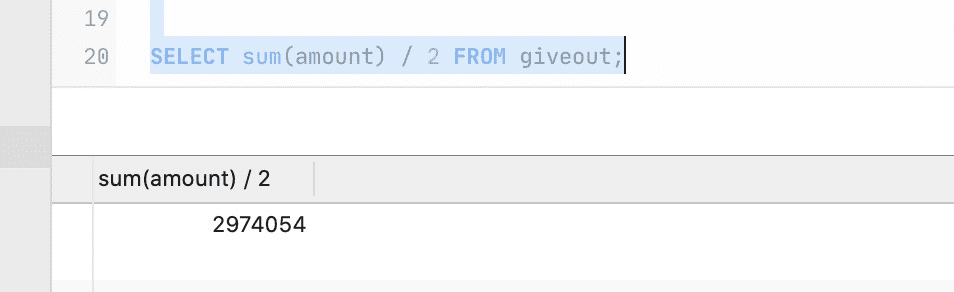 19
20 SELECT sum(amount) / 2 FROM giveout;
sum(amount) / 2
2974054